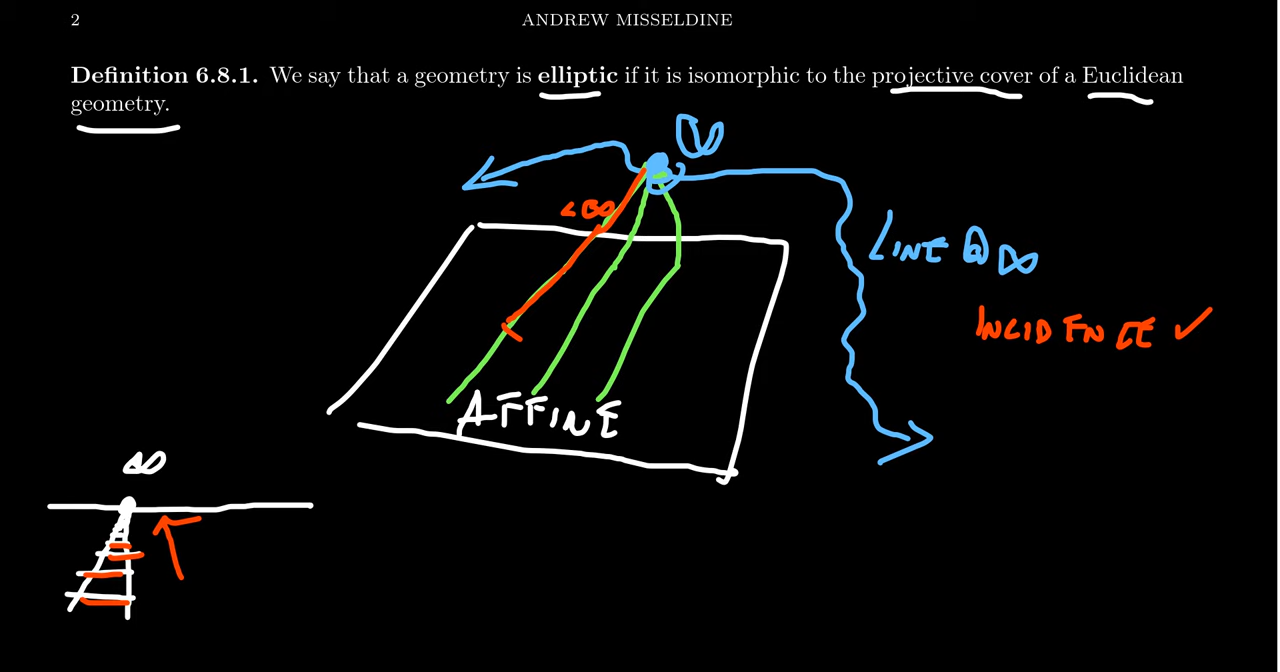 2 ANDREW MISSELDINE
Definition 6.8.1. We say that a geometry is elliptic if it is isomorphic to the projective cover of a Euclidean
geometry.
LINE @ ∞
INCIDENCE ✓
AFFINE
∞